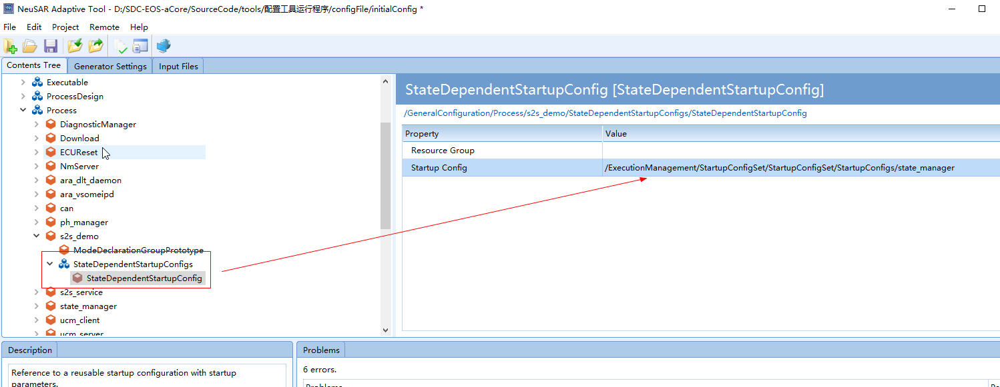 NeuSAR Adaptive Tool - D:/SDC-EOS-aCore/SourceCode/tools/配置工具运行程序/configFile/initialConfig *
File Edit Project Remote Help
Contents Tree Generator Settings Input Files
Executable
ProcessDesign
Process
DiagnosticManager
Download
ECUReset
NmServer
ara_dlt_daemon
ara_vsomeipd
can
ph_manager
s2s_demo
ModeDeclarationGroupPrototype
StateDependentStartupConfigs
StateDependentStartupConfig
s2s_service
state_manager
ucm_client
ucm_server
StateDependentStartupConfig [StateDependentStartupConfig]
/GeneralConfiguration/Process/s2s_demo/StateDependentStartupConfigs/StateDependentStartupConfig
Property Value
Resource Group
Startup Config /ExecutionManagement/StartupConfigSet/StartupConfigSet/StartupConfigs/state_manager
Description
Reference to a reusable startup configuration with startup
parameters.
Problems
6 errors.
Problems